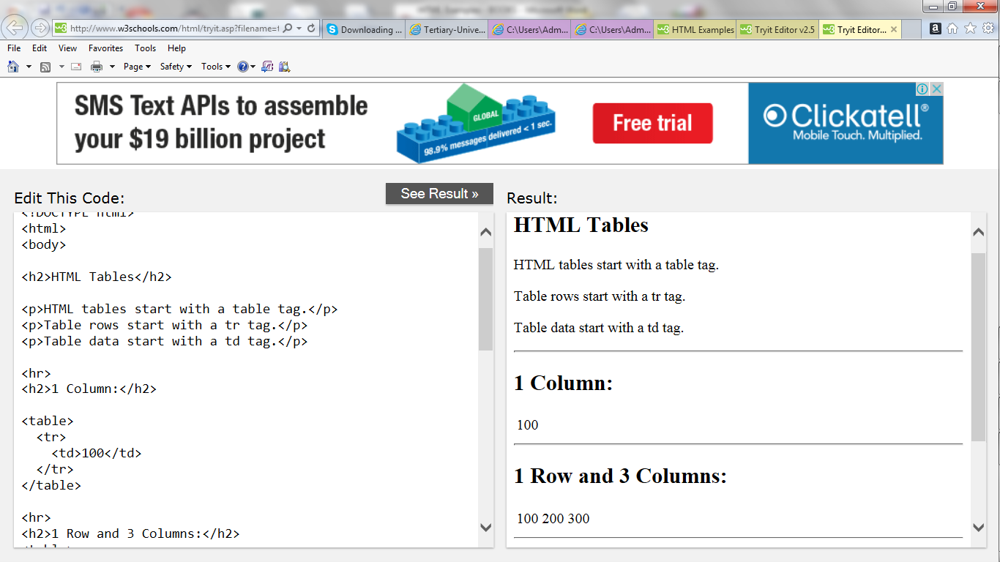 http://www.w3schools.com/html/tryit.asp?filename=t
Downloading ...
Tertiary-Unive...
C:\Users\Adm...
C:\Users\Adm...
HTML Examples
Tryit Editor v2.5
Tryit Editor...
File Edit View Favorites Tools Help
Page Safety Tools
SMS Text APIs to assemble
your $19 billion project
GLOBAL
98.9% messages delivered < 1 sec.
Free trial
Clickatell®
Mobile Touch. Multiplied.
Edit This Code:
See Result »
<!DOCTYPE html>
<html>
<body>
<h2>HTML Tables</h2>
<p>HTML tables start with a table tag.</p>
<p>Table rows start with a tr tag.</p>
<p>Table data start with a td tag.</p>
<hr>
<h2>1 Column:</h2>
<table>
<tr>
<td>100</td>
</tr>
</table>
<hr>
<h2>1 Row and 3 Columns:</h2>
Result:
HTML Tables
HTML tables start with a table tag.
Table rows start with a tr tag.
Table data start with a td tag.
1 Column:
100
1 Row and 3 Columns:
100 200 300